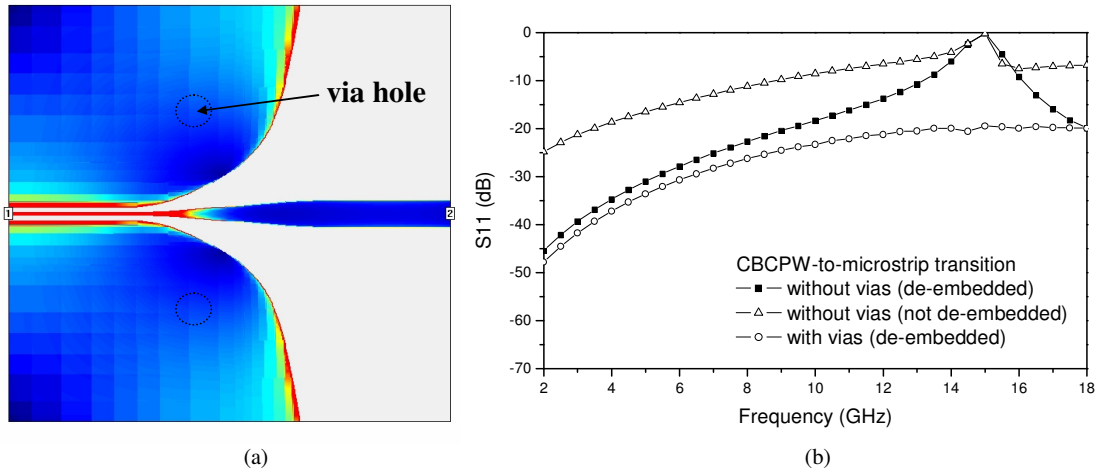 via hole
1
2
(a)
S11 (dB)
0
-10
-20
-30
-40
-50
-60
-70
CBCPW-to-microstrip transition
without vias (de-embedded)
without vias (not de-embedded)
with vias (de-embedded)
2 4 6 8 10 12 14 16 18
Frequency (GHz)
(b)